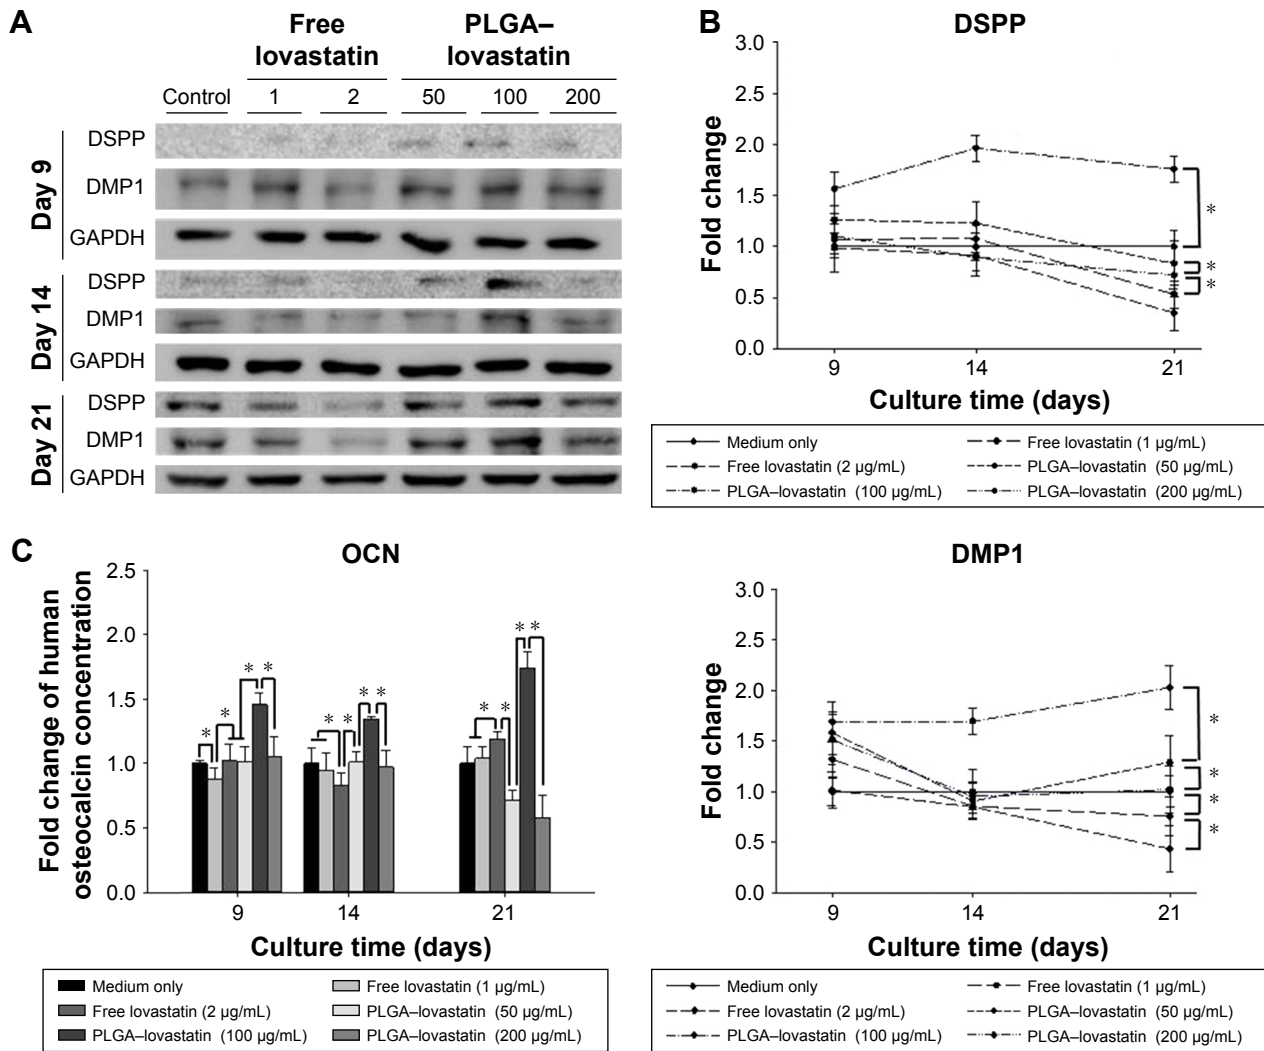 A
Free
lovastatin
PLGA–
lovastatin
Control 1 2 50 100 200
Day 9
DSPP
DMP1
GAPDH
Day 14
DSPP
DMP1
GAPDH
Day 21
DSPP
DMP1
GAPDH
B
DSPP
Fold change
3.0
2.5
2.0
1.5
1.0
0.5
0.0
*
*
*
9 14 21
Culture time (days)
Medium only
Free lovastatin (1 µg/mL)
Free lovastatin (2 µg/mL)
PLGA–lovastatin (50 µg/mL)
PLGA–lovastatin (100 µg/mL)
PLGA–lovastatin (200 µg/mL)
C
OCN
Fold change of human
osteocalcin concentration
2.5
2.0
1.5
1.0
0.5
0.0
* * * *
* * * *
* * * *
9 14 21
Culture time (days)
Medium only
Free lovastatin (1 µg/mL)
Free lovastatin (2 µg/mL)
PLGA–lovastatin (50 µg/mL)
PLGA–lovastatin (100 µg/mL)
PLGA–lovastatin (200 µg/mL)
DMP1
Fold change
3.0
2.5
2.0
1.5
1.0
0.5
0.0
*
*
*
*
9 14 21
Culture time (days)
Medium only
Free lovastatin (1 µg/mL)
Free lovastatin (2 µg/mL)
PLGA–lovastatin (50 µg/mL)
PLGA–lovastatin (100 µg/mL)
PLGA–lovastatin (200 µg/mL)